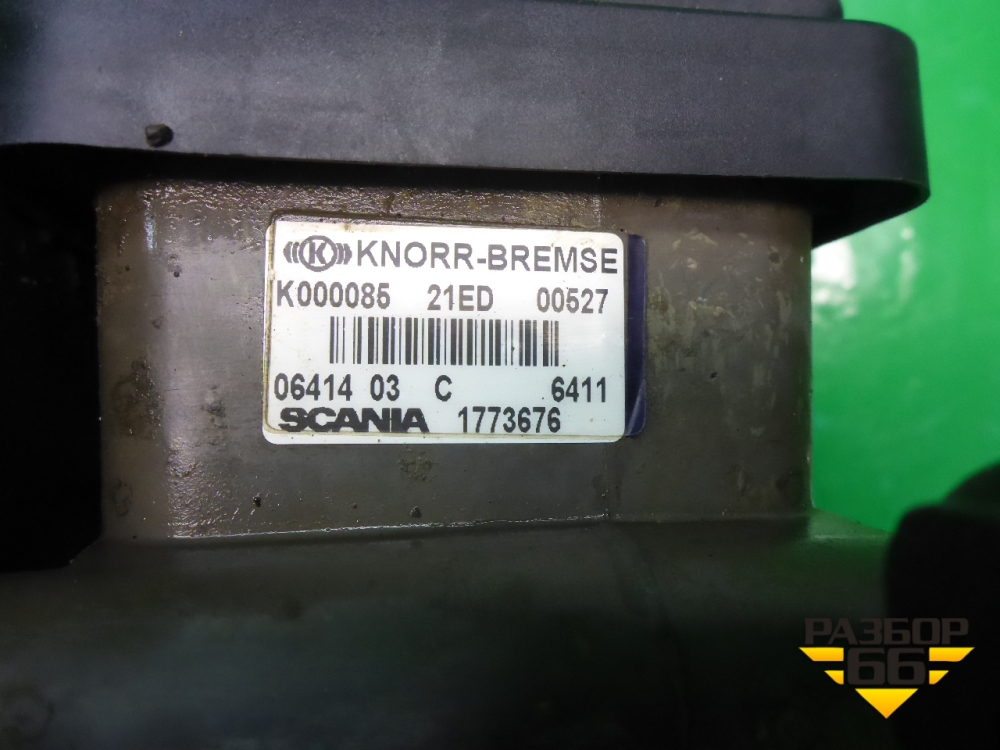 K KNORR-BREMSE
K000085 21ED 00527
06414 03 C 6411
SCANIA 1773676
РАЗБОР
66